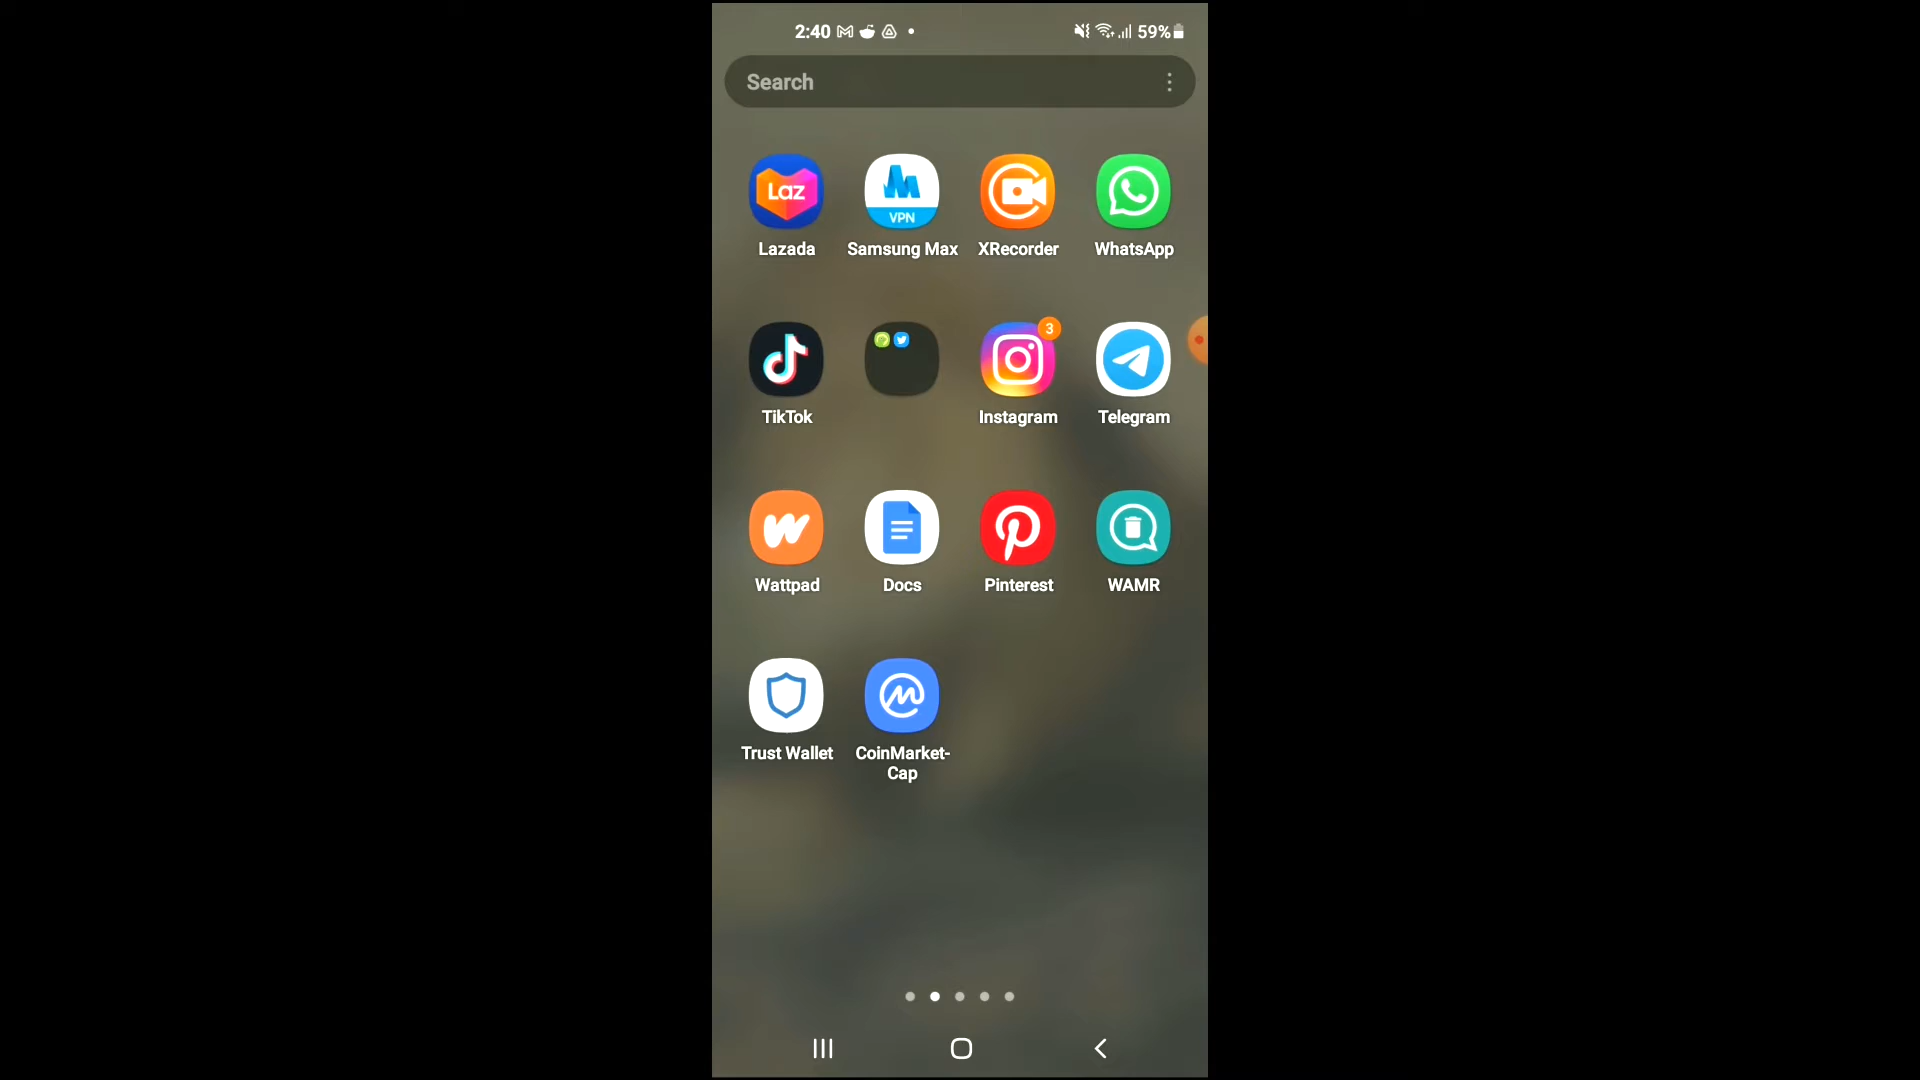 2:40
59%
Search
Laz
VPN
Lazada
Samsung Max
XRecorder
WhatsApp
3
TikTok
Instagram
Telegram
Wattpad
Docs
Pinterest
WAMR
Trust Wallet
CoinMarket-
Cap